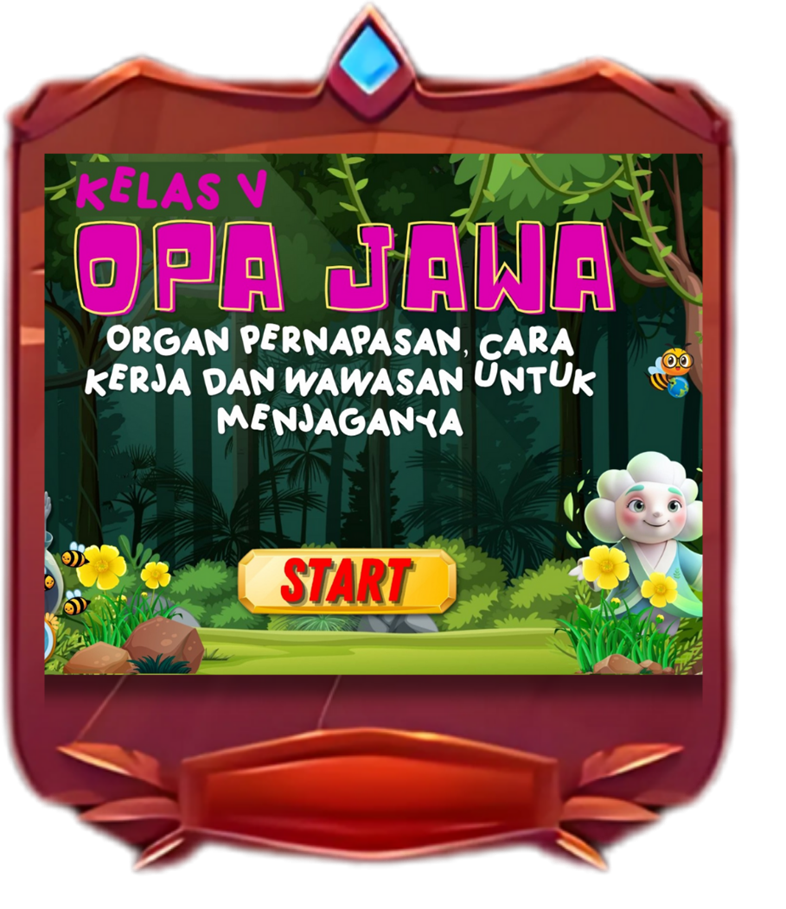 KELAS V
OPA JAWA
ORGAN PERNAPASAN, CARA
KERJA DAN WAWASAN UNTUK
MENJAGANYA
START